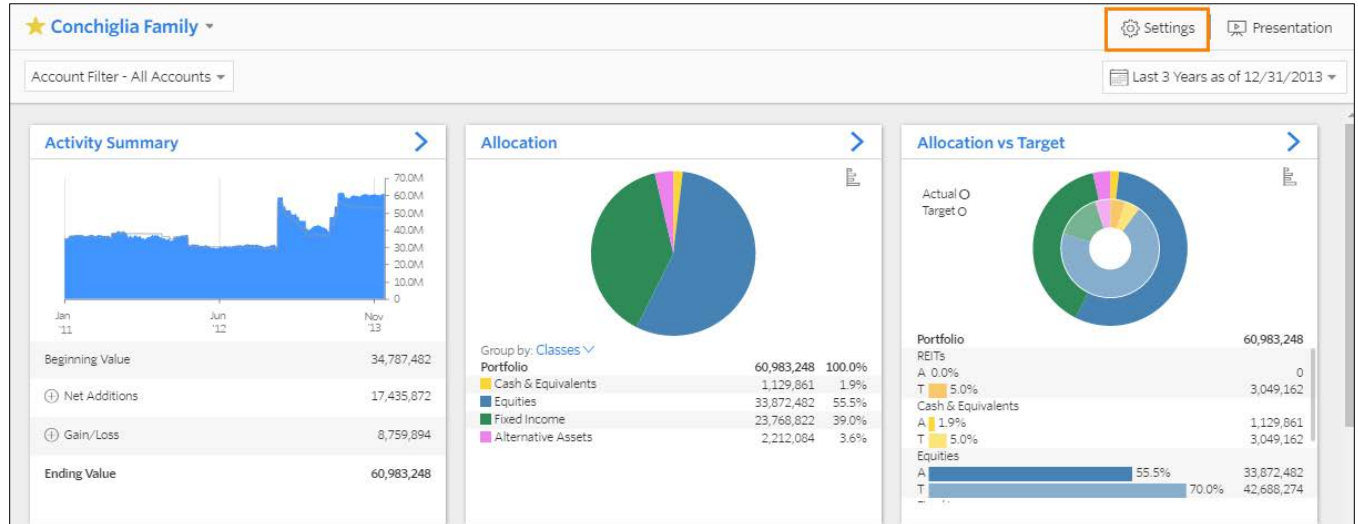 Conchiglia Family
Settings
Presentation
Account Filter - All Accounts
Last 3 Years as of 12/31/2013
Activity Summary
70.0M
60.0M
50.0M
40.0M
30.0M
20.0M
10.0M
0
Jan '11
Jun '12
Nov '13
Beginning Value 34,787,482
Net Additions 17,435,872
Gain/Loss 8,759,894
Ending Value 60,983,248
Allocation
Group by: Classes
Portfolio 60,983,248 100.0%
Cash & Equivalents 1,129,861 1.9%
Equities 33,872,482 55.5%
Fixed Income 23,768,822 39.0%
Alternative Assets 2,212,084 3.6%
Allocation vs Target
Actual
Target
Portfolio 60,983,248
REITs
A 0.0% 0
T 5.0% 3,049,162
Cash & Equivalents
A 1.9% 1,129,861
T 5.0% 3,049,162
Equities
A 55.5% 33,872,482
T 70.0% 42,688,274